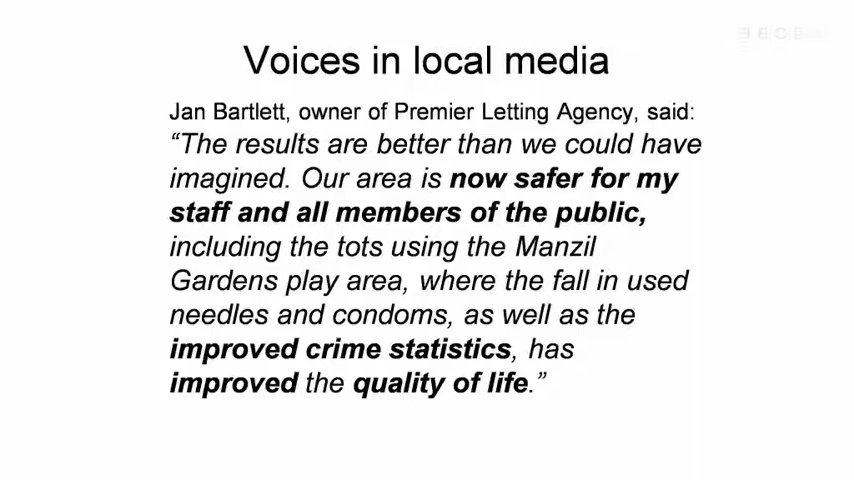 Voices in local media
Jan Bartlett, owner of Premier Letting Agency, said:
“The results are better than we could have
imagined. Our area is now safer for my
staff and all members of the public,
including the tots using the Manzil
Gardens play area, where the fall in used
needles and condoms, as well as the
improved crime statistics, has
improved the quality of life.”